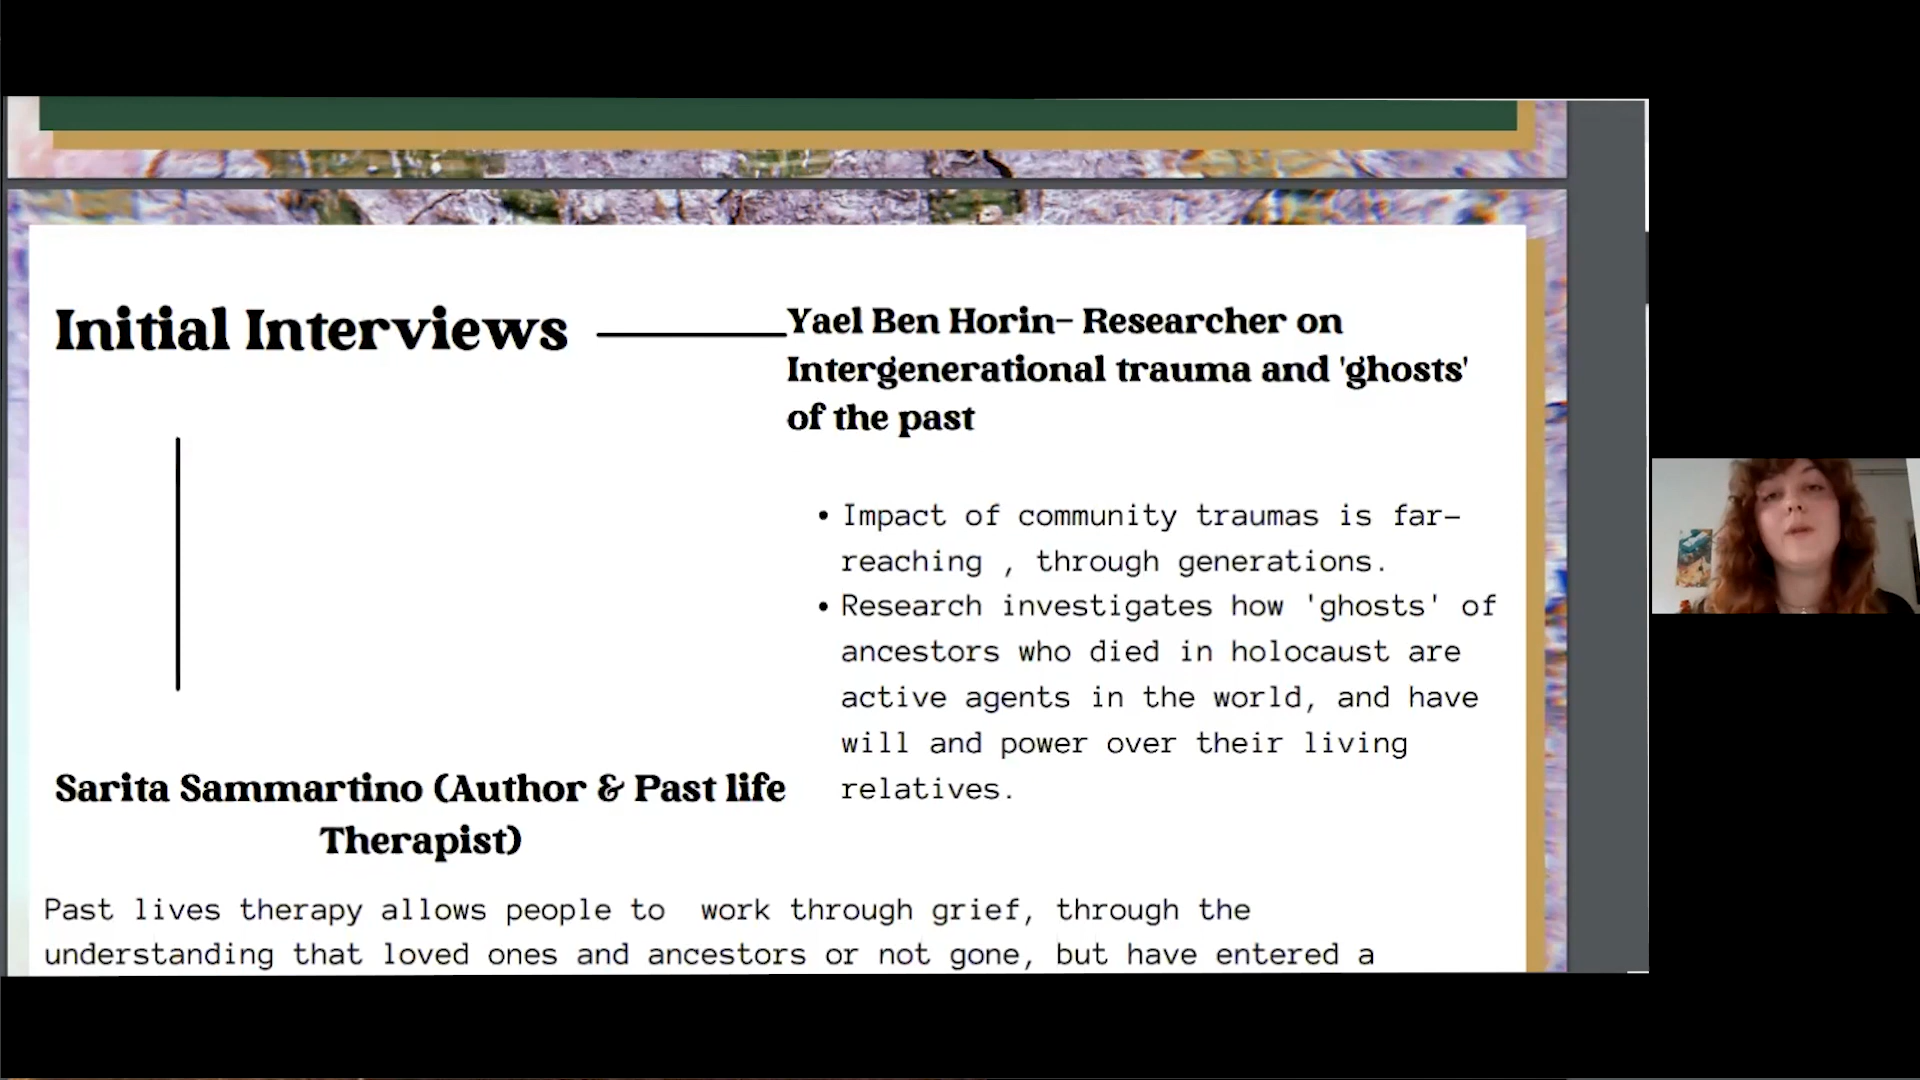 Initial Interviews
Yael Ben Horin- Researcher on
Intergenerational trauma and 'ghosts'
of the past
• Impact of community traumas is far-
reaching , through generations.
• Research investigates how 'ghosts' of
ancestors who died in holocaust are
active agents in the world, and have
will and power over their living
relatives.
Sarita Sammartino (Author & Past life
Therapist)
Past lives therapy allows people to  work through grief, through the
understanding that loved ones and ancestors or not gone, but have entered a